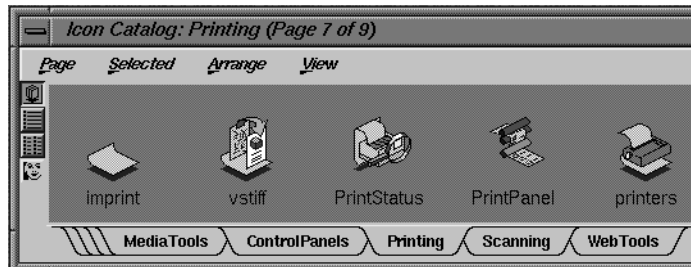 Icon Catalog: Printing (Page 7 of 9)
Page Selected Arrange View
imprint vstiff PrintStatus PrintPanel printers
MediaTools ControlPanels Printing Scanning WebTools